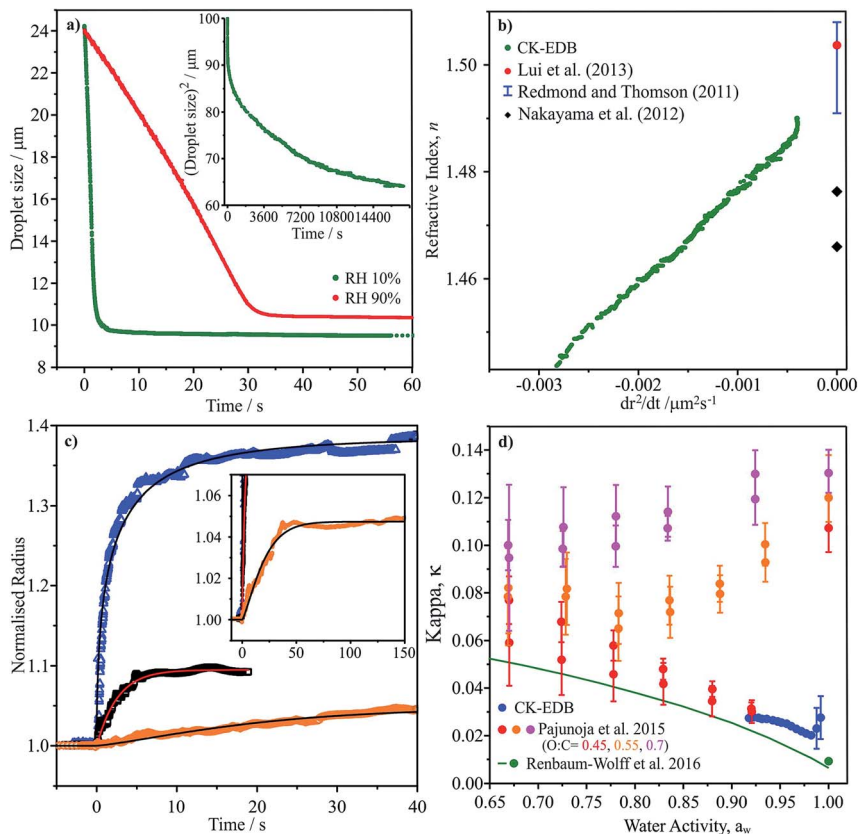 a)
Droplet size / μm
24
22
20
18
16
14
12
10
8
0 10 20 30 40 50 60
Time / s
RH 10%
RH 90%
(Droplet size)² / μm
100
90
80
70
60
0 3600 7200 10800 14400
Time / s
b)
CK-EDB
Lui et al. (2013)
Redmond and Thomson (2011)
Nakayama et al. (2012)
Refractive Index, n
1.50
1.48
1.46
-0.003 -0.002 -0.001 0.000
dr²/dt /μm²s⁻¹
c)
Normalised Radius
1.4
1.3
1.2
1.1
1.0
0 10 20 30 40
Time / s
1.06
1.04
1.02
1.00
0 50 100 150
d)
Kappa, κ
0.14
0.12
0.10
0.08
0.06
0.04
0.02
0.00
CK-EDB
Pajunoja et al. 2015
(O:C= 0.45, 0.55, 0.7)
Renbaum-Wolff et al. 2016
0.65 0.70 0.75 0.80 0.85 0.90 0.95 1.00
Water Activity, a_w